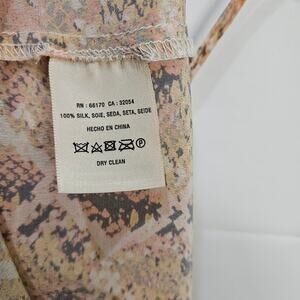 RN : 66170 CA : 32054
100% SILK, SOIE, SEDA, SETA, SEIDE
HECHO EN CHINA
DRY CLEAN